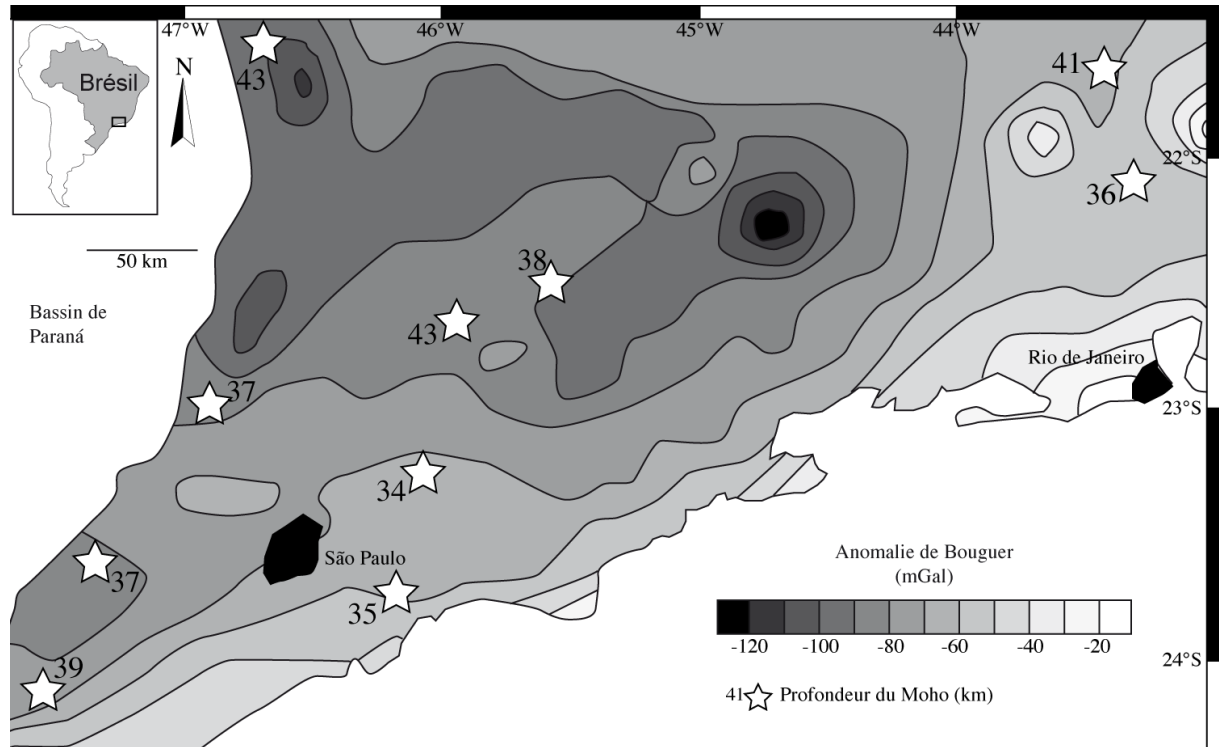 47°W
46°W
45°W
44°W
Brésil
N
43
41
22°S
36
50 km
38
Bassin de
Paraná
43
Rio de Janeiro
37
23°S
34
São Paulo
37
35
Anomalie de Bouguer
(mGal)
-120 -100 -80 -60 -40 -20
39
24°S
41 Profondeur du Moho (km)